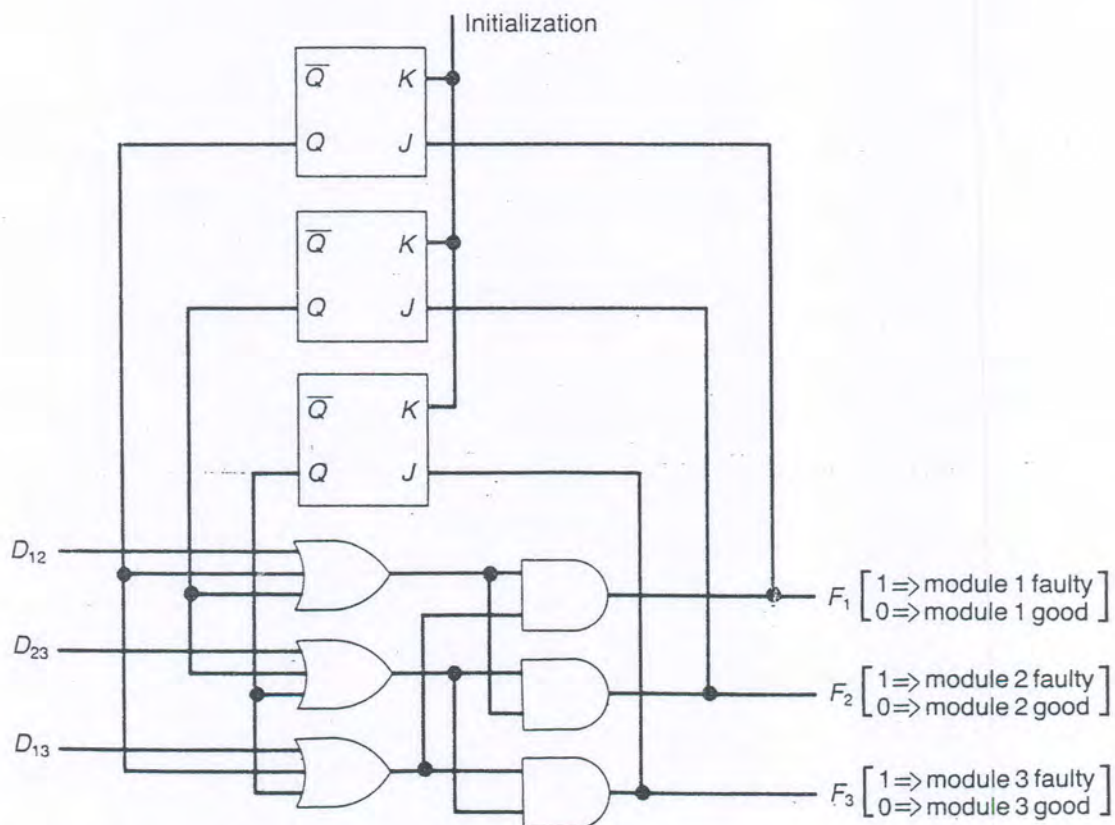 Initialization
Q̅ K
Q J
Q̅ K
Q J
Q̅ K
Q J
D₁₂
F₁ [1 => module 1 faulty
0 => module 1 good]
D₂₃
F₂ [1 => module 2 faulty
0 => module 2 good]
D₁₃
F₃ [1 => module 3 faulty
0 => module 3 good]